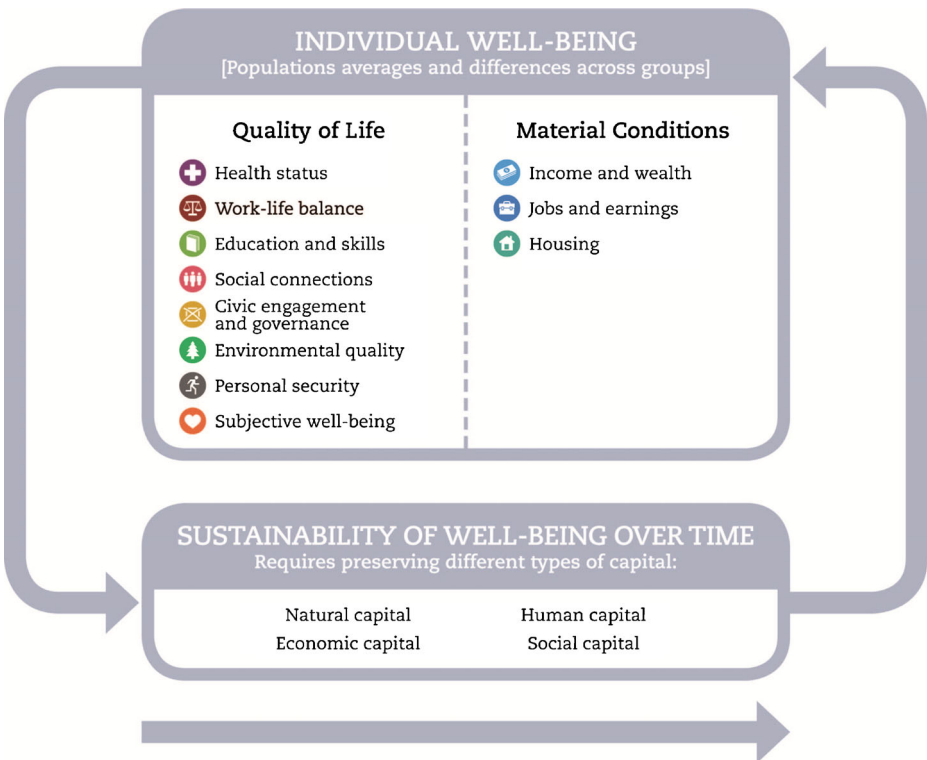 INDIVIDUAL WELL-BEING
[Populations averages and differences across groups]
Quality of Life
Health status
Work-life balance
Education and skills
Social connections
Civic engagement
and governance
Environmental quality
Personal security
Subjective well-being
Material Conditions
Income and wealth
Jobs and earnings
Housing
SUSTAINABILITY OF WELL-BEING OVER TIME
Requires preserving different types of capital:
Natural capital
Human capital
Economic capital
Social capital